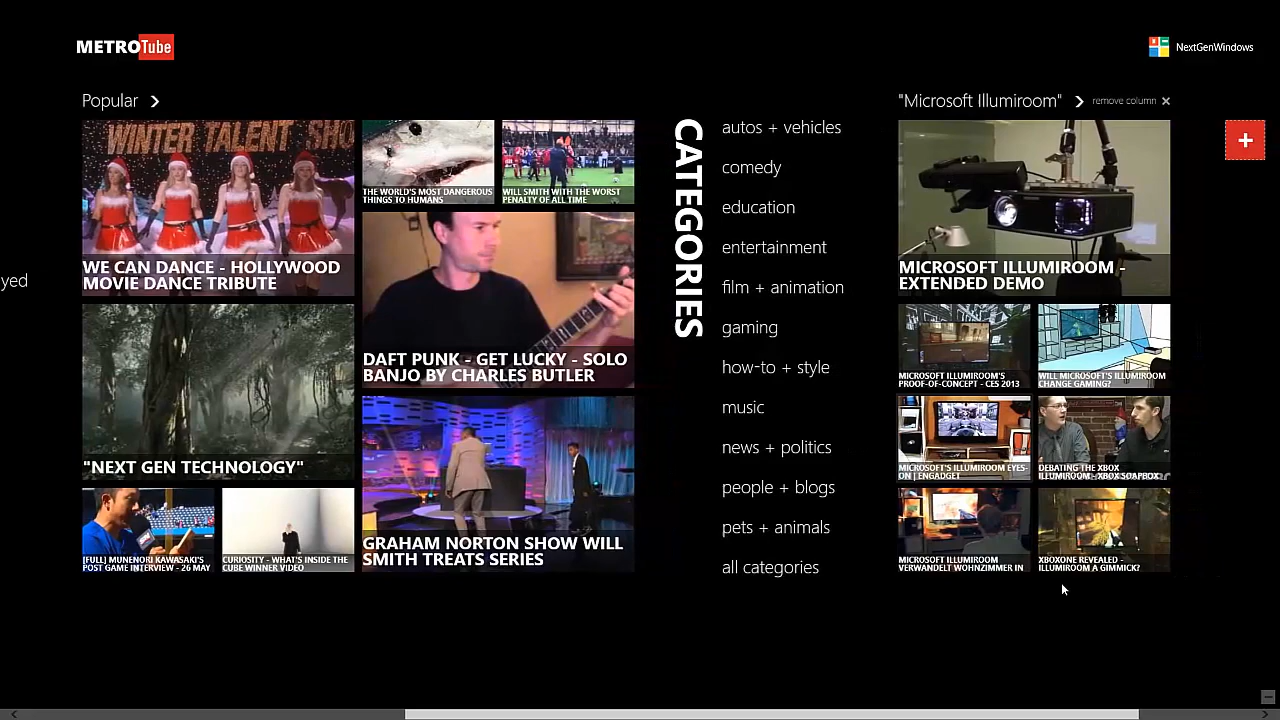 METROTube
NextGenWindows
Popular
"Microsoft Illumiroom"
remove column
yed
WINTER TALENT SHO
WE CAN DANCE - HOLLYWOOD
MOVIE DANCE TRIBUTE
THE WORLD'S MOST DANGEROUS
THINGS TO HUMANS
WILL SMITH WITH THE WORST
PENALTY OF ALL TIME
DAFT PUNK - GET LUCKY - SOLO
BANJO BY CHARLES BUTLER
"NEXT GEN TECHNOLOGY"
[FULL] MUNENORI KAWASAKI'S
POST GAME INTERVIEW - 26 MAY
CURIOSITY - WHAT'S INSIDE THE
CUBE WINNER VIDEO
GRAHAM NORTON SHOW WILL
SMITH TREATS SERIES
CATEGORIES
autos + vehicles
comedy
education
entertainment
film + animation
gaming
how-to + style
music
news + politics
people + blogs
pets + animals
all categories
MICROSOFT ILLUMIROOM -
EXTENDED DEMO
MICROSOFT ILLUMIROOM'S
PROOF-OF-CONCEPT - CES 2013
WILL MICROSOFT'S ILLUMIROOM
CHANGE GAMING?
MICROSOFT'S ILLUMIROOM EYES-
ON | ENGADGET
DEBATING THE XBOX
ILLUMIROOM - XBOX SOAPBOX
MICROSOFT ILLUMIROOM
VERWANDELT WOHNZIMMER IN
XBOXONE REVEALED -
ILLUMIROOM A GIMMICK?